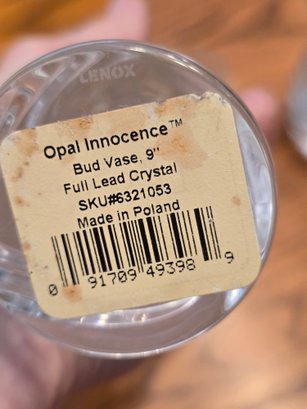 LENOX
Opal Innocence™
Bud Vase, 9"
Full Lead Crystal
SKU#6321053
Made in Poland
0 91709 49398 9